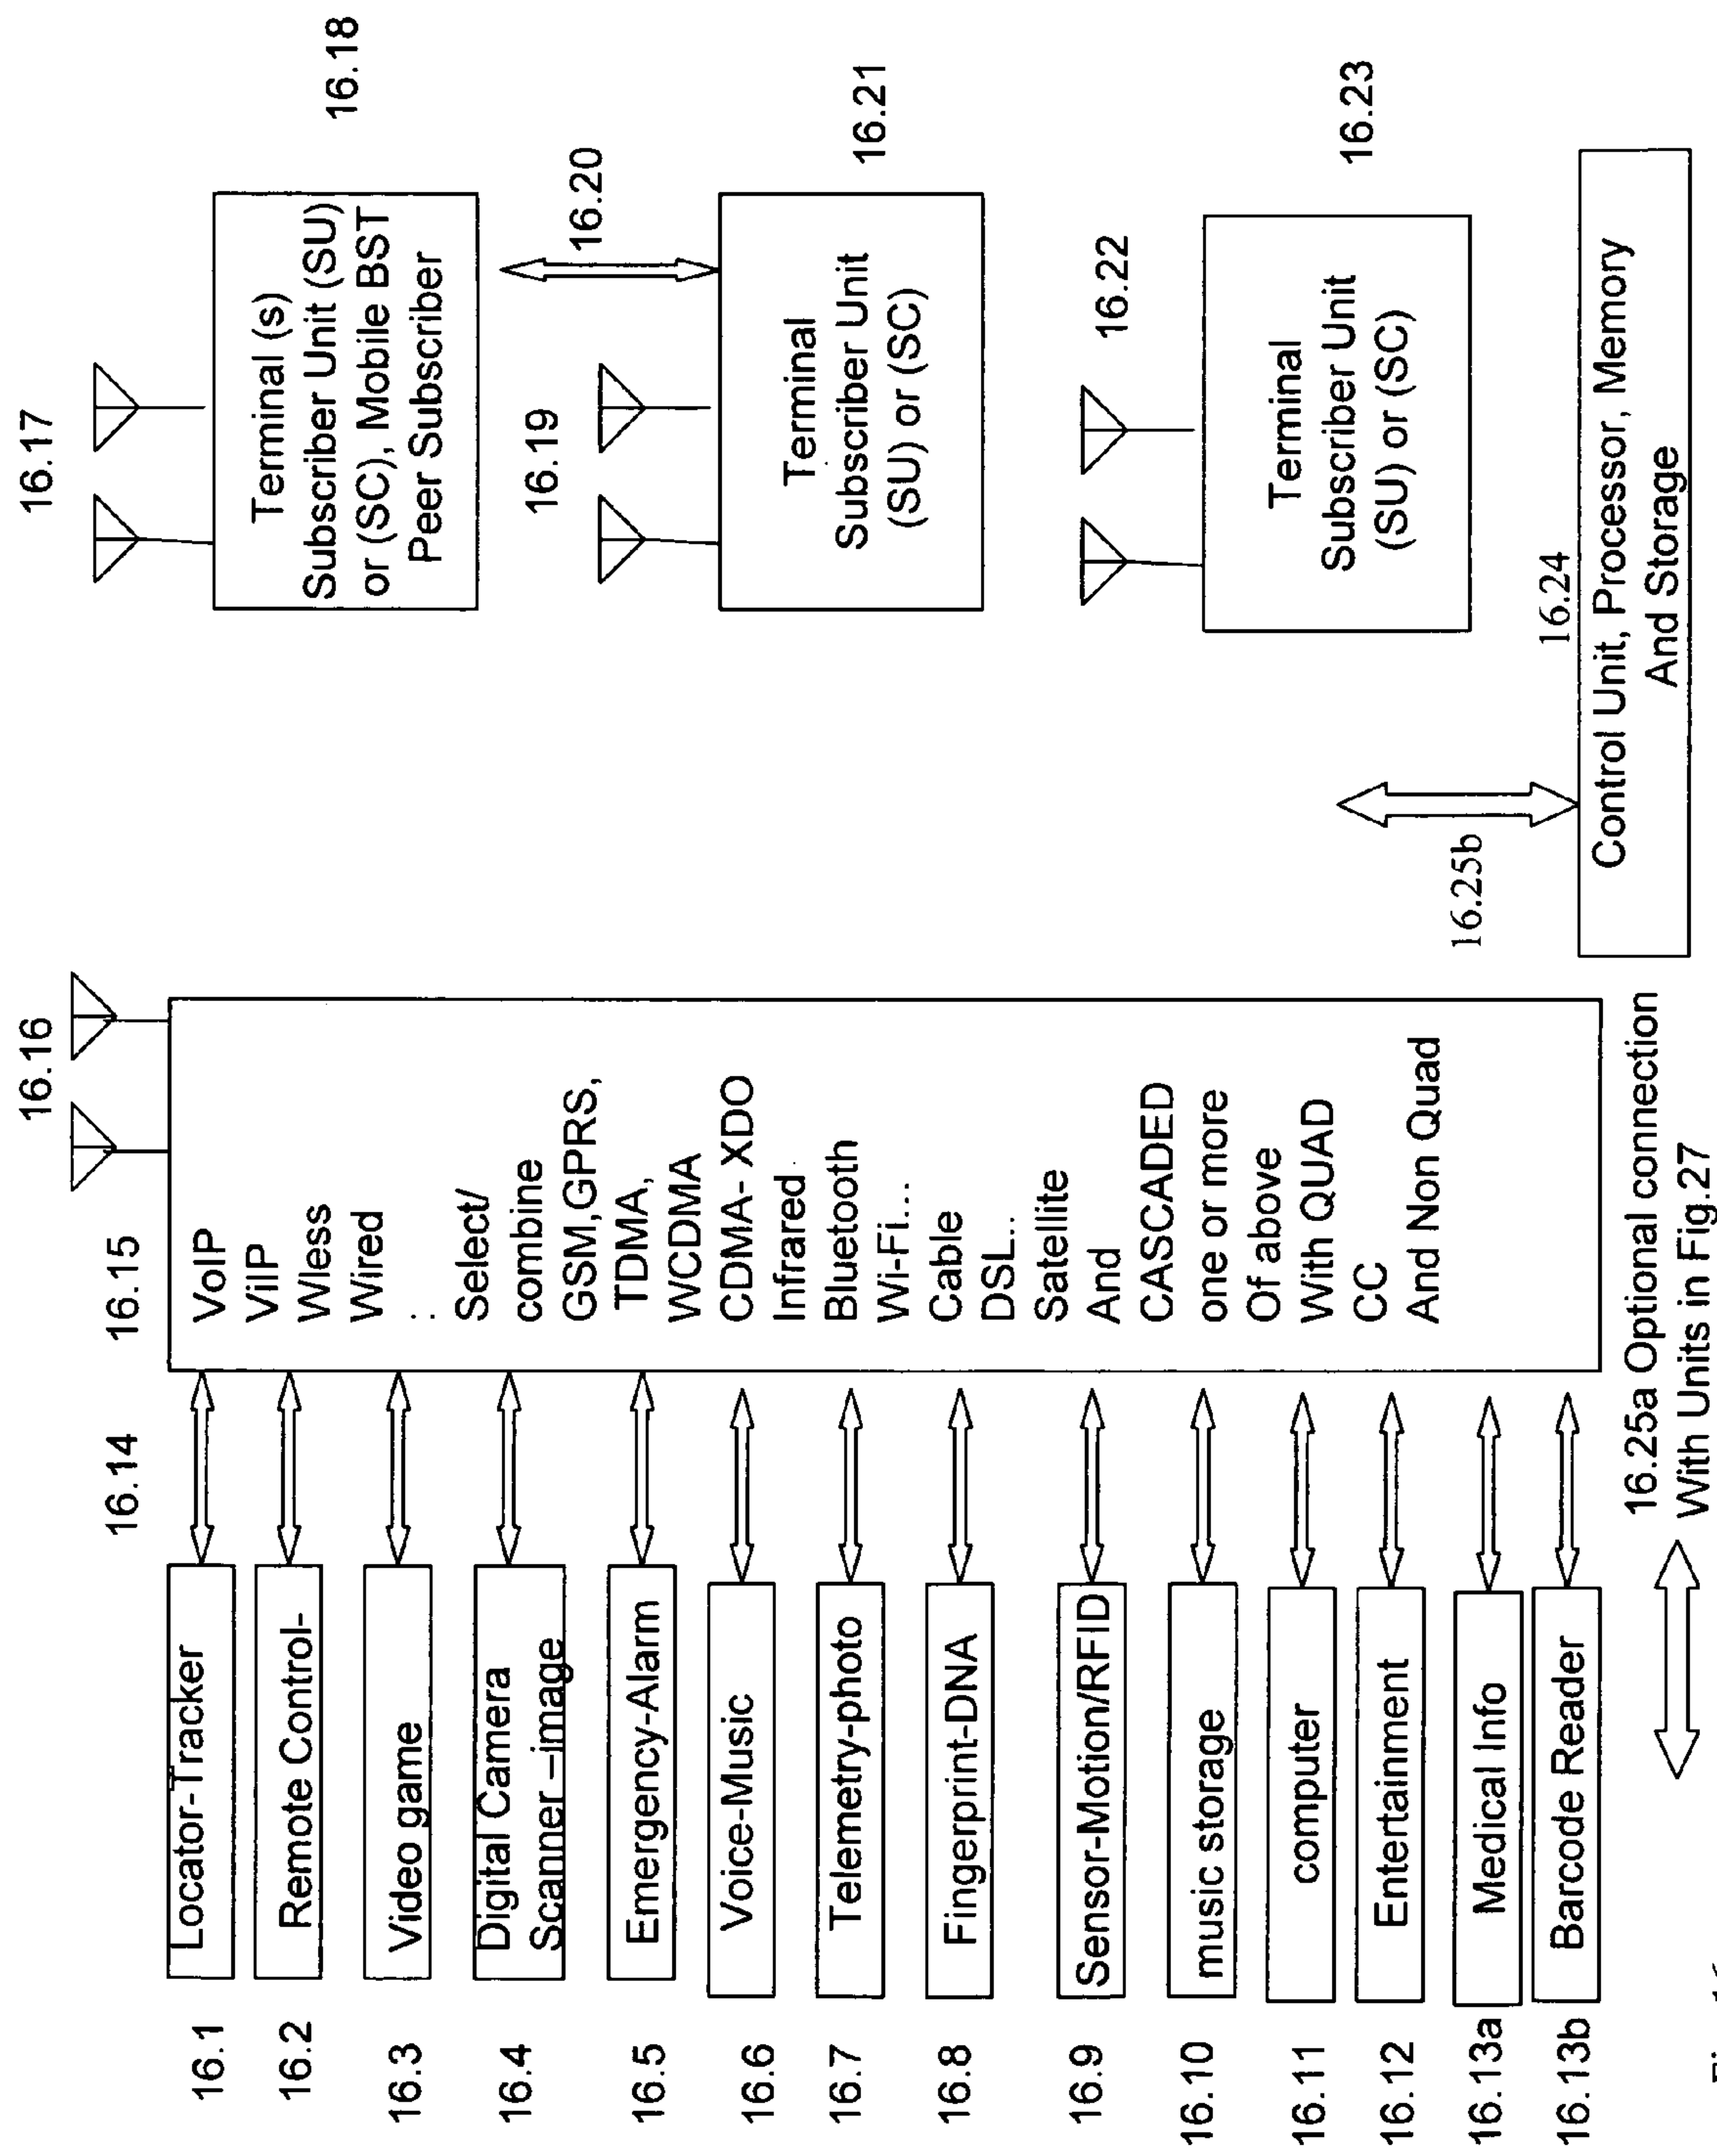 16.1
Locator-Tracker
16.2
Remote Control-
16.3
Video game
16.4
Digital Camera
Scanner –image
16.5
Emergency-Alarm
16.6
Voice-Music
16.7
Telemetry-photo
16.8
Fingerprint-DNA
16.9
Sensor-Motion/RFID
16.10
music storage
16.11
computer
16.12
Entertainment
16.13a
Medical Info
16.13b
Barcode Reader
16.14
16.15
16.16
VoIP
ViIP
Wless
Wired
:
Select/
combine
GSM,GPRS,
TDMA,
WCDMA
CDMA- XDO
Infrared
Bluetooth
Wi-Fi...
Cable
DSL..
Satellite
And
CASCADED
one or more
Of above
With QUAD
CC
And Non Quad
16.25a Optional connection
With Units in Fig.27
16.17
Terminal (s)
Subscriber Unit (SU)
or (SC), Mobile BST
Peer Subscriber
16.18
16.19
16.20
Terminal
Subscriber Unit
(SU) or (SC)
16.21
16.22
Terminal
Subscriber Unit
(SU) or (SC)
16.23
16.24
16.25b
Control Unit, Processor, Memory
And Storage